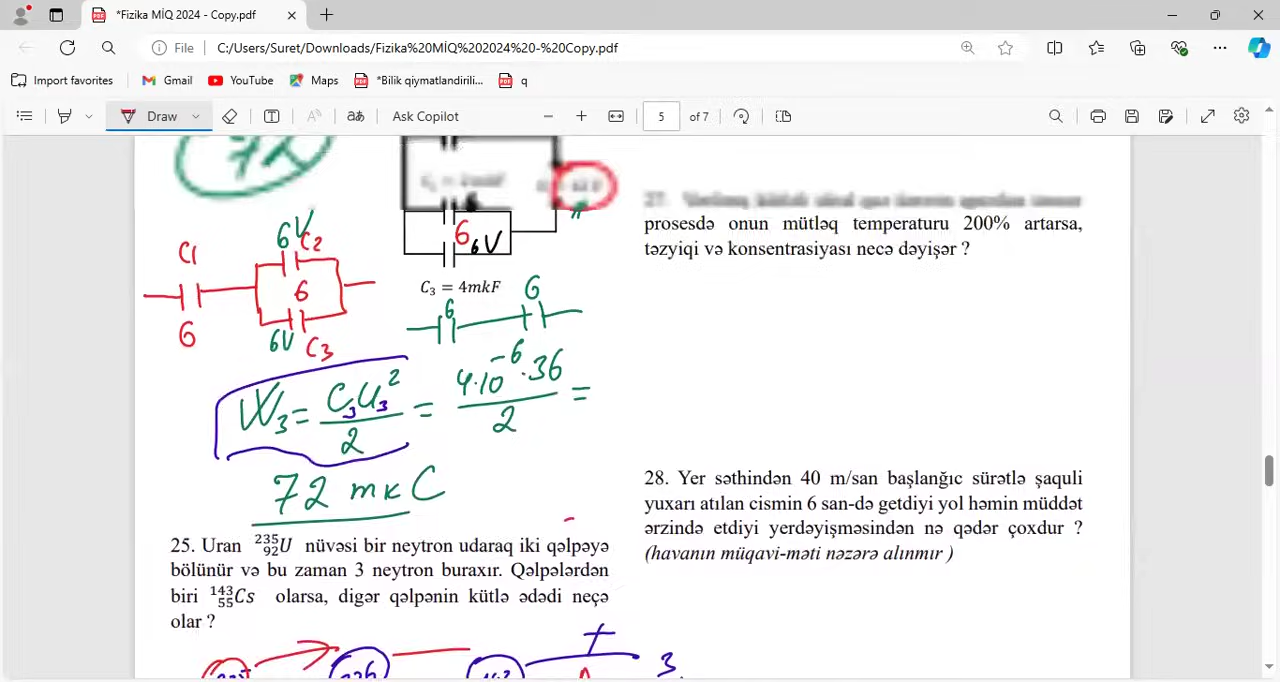 *Fizika MİQ 2024 - Copy.pdf
File C:/Users/Suret/Downloads/Fizika%20MİQ%202024%20-%20Copy.pdf
Import favorites Gmail YouTube Maps *Bilik qiymatlandirili... q
Draw Ask Copilot 5 of 7
C1
6V
C2
6
6V
C3
6
6
6V
C₃ = 4mkF
6
6
W₃ = C₃U₃² / 2 = 4·10⁻⁶·36 / 2 =
72 mkC
25. Uran ²³⁵₉₂U nüvəsi bir neytron udaraq iki qəlpəyə
bölünür və bu zaman 3 neytron buraxır. Qəlpələrdən
biri ¹⁴³₅₅Cs olarsa, digər qəlpənin kütlə ədədi neçə
olar ?
236
3
prosesdə onun mütləq temperaturu 200% artarsa,
təzyiqi və konsentrasiyası necə dəyişər ?
28. Yer səthindən 40 m/san başlanğıc sürətlə şaquli
yuxarı atılan cismin 6 san-də getdiyi yol həmin müddət
ərzində etdiyi yerdəyişməsindən nə qədər çoxdur ?
(havanın müqavi-məti nəzərə alınmır )